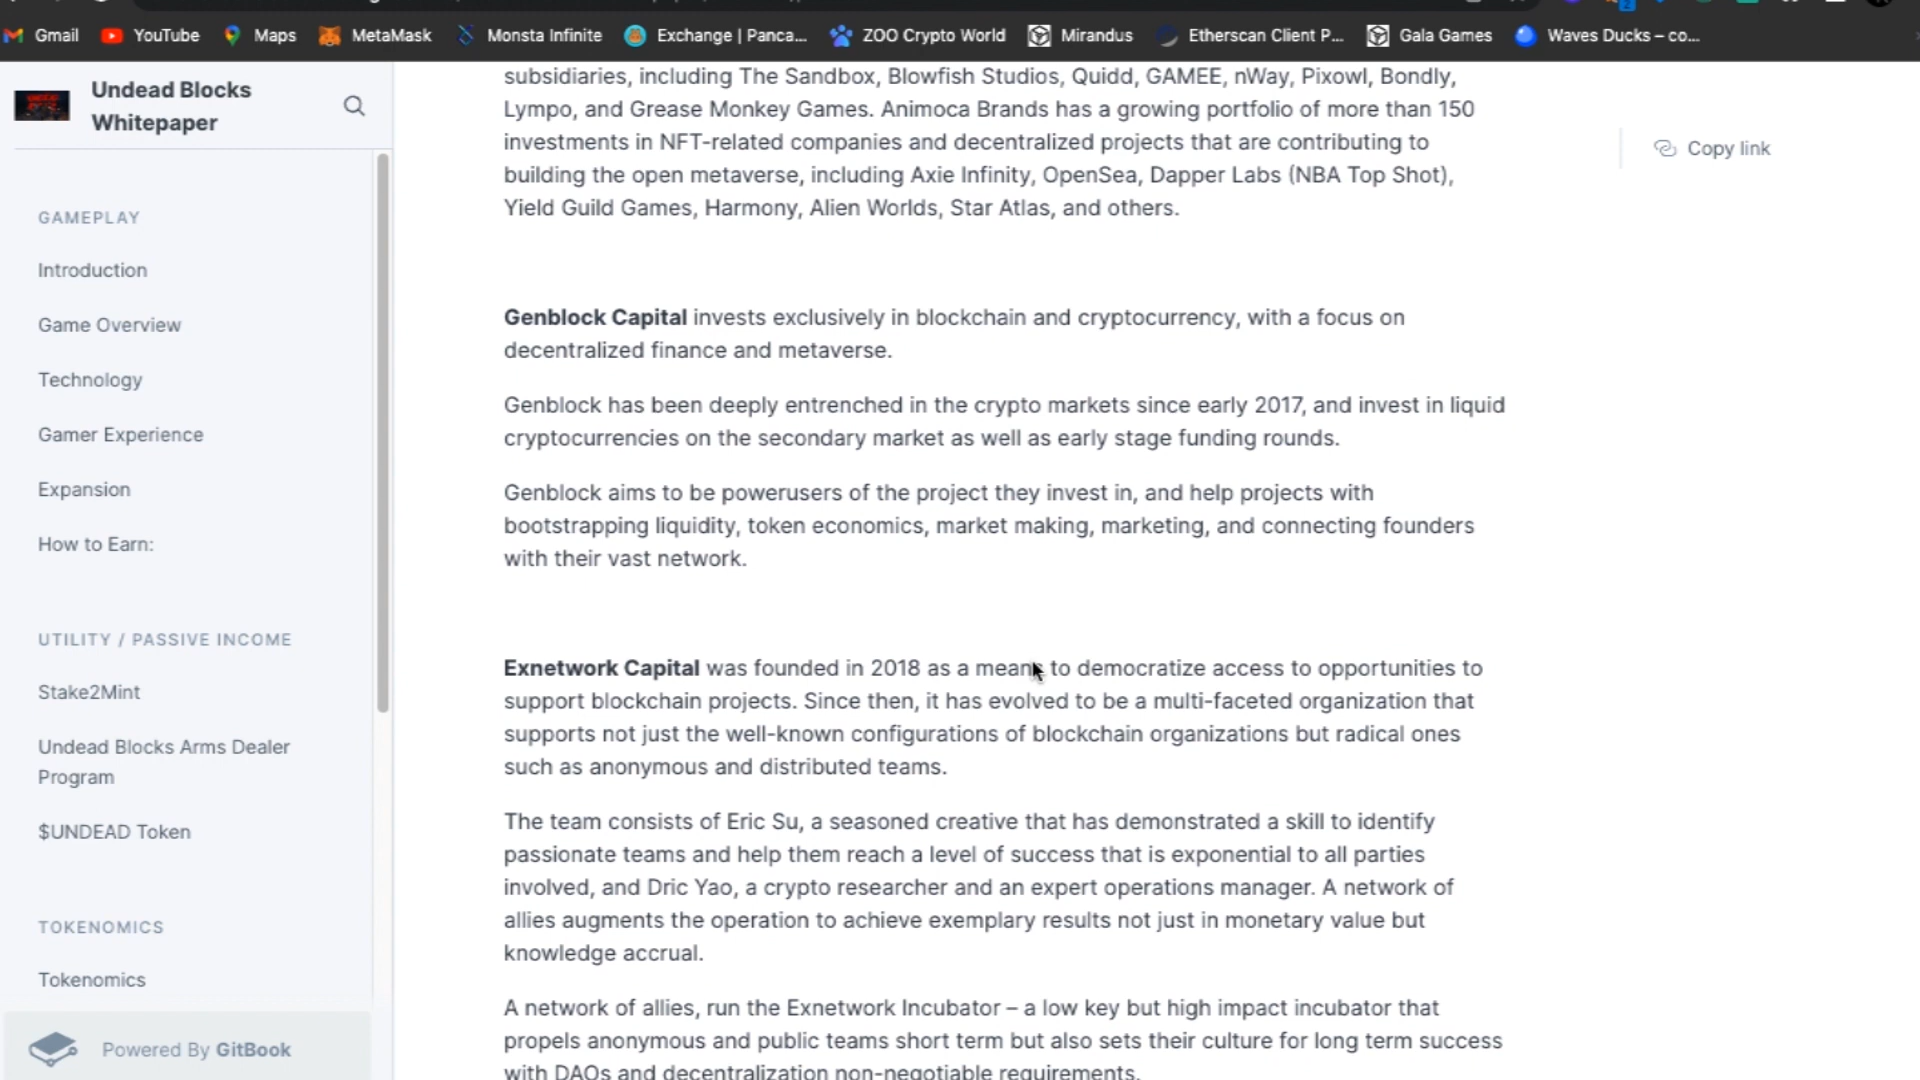 Gmail YouTube Maps MetaMask Monsta Infinite Exchange | Panca... ZOO Crypto World Mirandus Etherscan Client P... Gala Games Waves Ducks – co...
2
Undead Blocks
Whitepaper
GAMEPLAY
Introduction
Game Overview
Technology
Gamer Experience
Expansion
How to Earn:
UTILITY / PASSIVE INCOME
Stake2Mint
Undead Blocks Arms Dealer
Program
$UNDEAD Token
TOKENOMICS
Tokenomics
Powered By GitBook
subsidiaries, including The Sandbox, Blowfish Studios, Quidd, GAMEE, nWay, Pixowl, Bondly,
Lympo, and Grease Monkey Games. Animoca Brands has a growing portfolio of more than 150
investments in NFT-related companies and decentralized projects that are contributing to
building the open metaverse, including Axie Infinity, OpenSea, Dapper Labs (NBA Top Shot),
Yield Guild Games, Harmony, Alien Worlds, Star Atlas, and others.
Genblock Capital invests exclusively in blockchain and cryptocurrency, with a focus on
decentralized finance and metaverse.
Genblock has been deeply entrenched in the crypto markets since early 2017, and invest in liquid
cryptocurrencies on the secondary market as well as early stage funding rounds.
Genblock aims to be powerusers of the project they invest in, and help projects with
bootstrapping liquidity, token economics, market making, marketing, and connecting founders
with their vast network.
Exnetwork Capital was founded in 2018 as a means to democratize access to opportunities to
support blockchain projects. Since then, it has evolved to be a multi-faceted organization that
supports not just the well-known configurations of blockchain organizations but radical ones
such as anonymous and distributed teams.
The team consists of Eric Su, a seasoned creative that has demonstrated a skill to identify
passionate teams and help them reach a level of success that is exponential to all parties
involved, and Dric Yao, a crypto researcher and an expert operations manager. A network of
allies augments the operation to achieve exemplary results not just in monetary value but
knowledge accrual.
A network of allies, run the Exnetwork Incubator – a low key but high impact incubator that
propels anonymous and public teams short term but also sets their culture for long term success
with DAOs and decentralization non-negotiable requirements.
Copy link